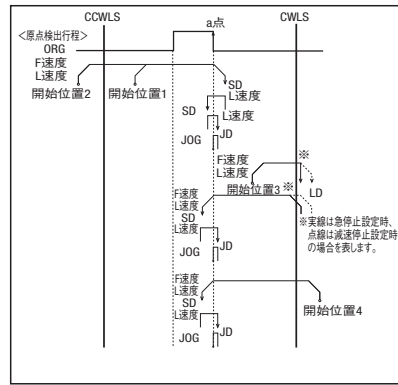 CCWLS
a点
CWLS
<原点検出行程>
ORG
F速度
L速度
開始位置2
開始位置1
SD
L速度
SD
L速度
JOG
JD
F速度
L速度
※
LD
開始位置3
※
F速度
L速度
SD
※実線は急停止設定時、
点線は減速停止設定時
の場合を表します。
L速度
JOG
JD
F速度
L速度
SD
開始位置4
L速度
JOG
JD